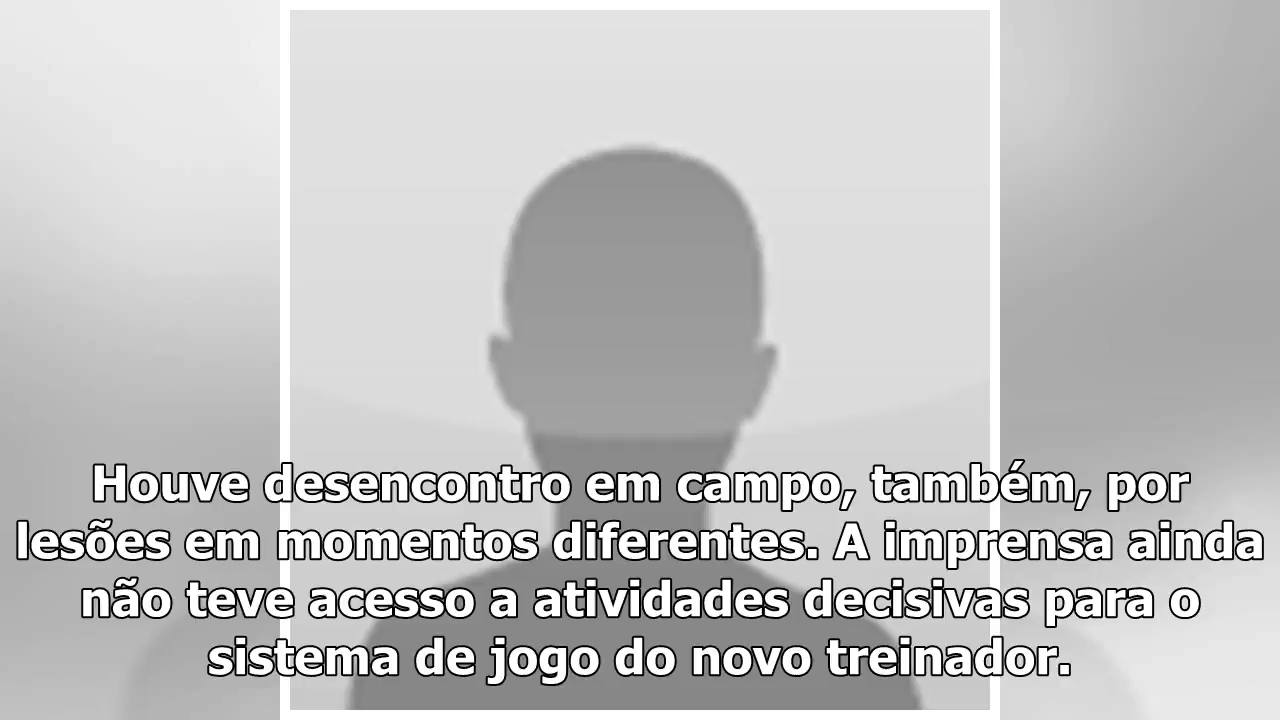 Houve desencontro em campo, também, por
lesões em momentos diferentes. A imprensa ainda
não teve acesso a atividades decisivas para o
sistema de jogo do novo treinador.